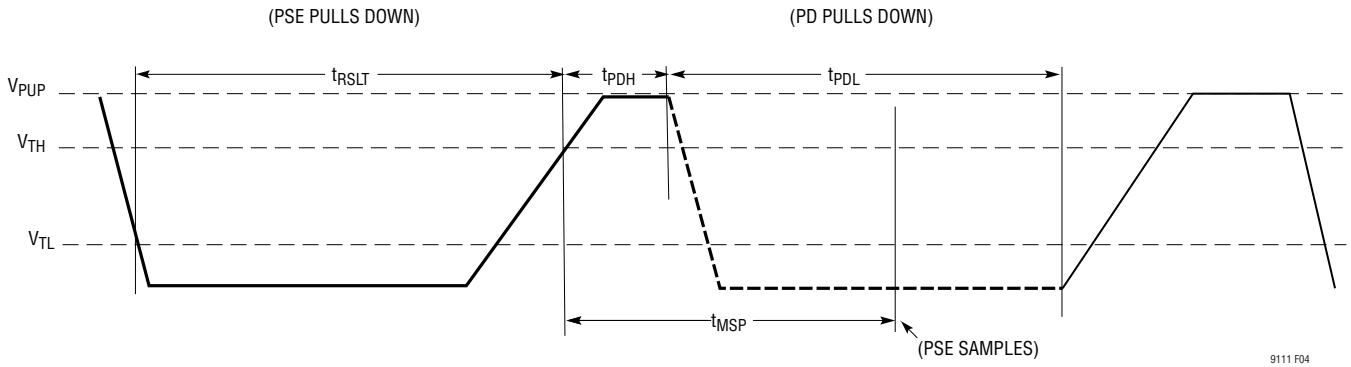 (PSE PULLS DOWN)
(PD PULLS DOWN)
tRSLT
tPDH
tPDL
VPUP
VTH
VTL
tMSP
(PSE SAMPLES)
9111 F04